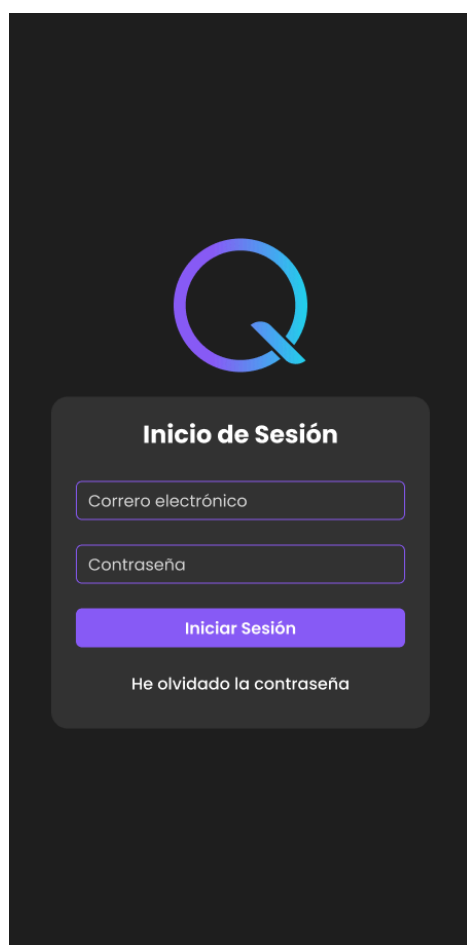 Inicio de Sesión
Correro electrónico
Contraseña
Iniciar Sesión
He olvidado la contraseña